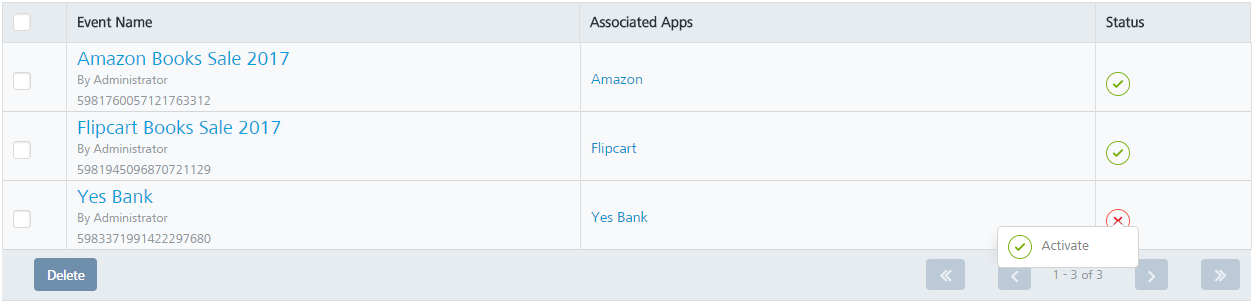 Event Name Associated Apps Status
Amazon Books Sale 2017
By Administrator Amazon
5981760057121763312
Flipcart Books Sale 2017
By Administrator Flipcart
5981945096870721129
Yes Bank
By Administrator Yes Bank
5983371991422297680
Activate
Delete 1 - 3 of 3